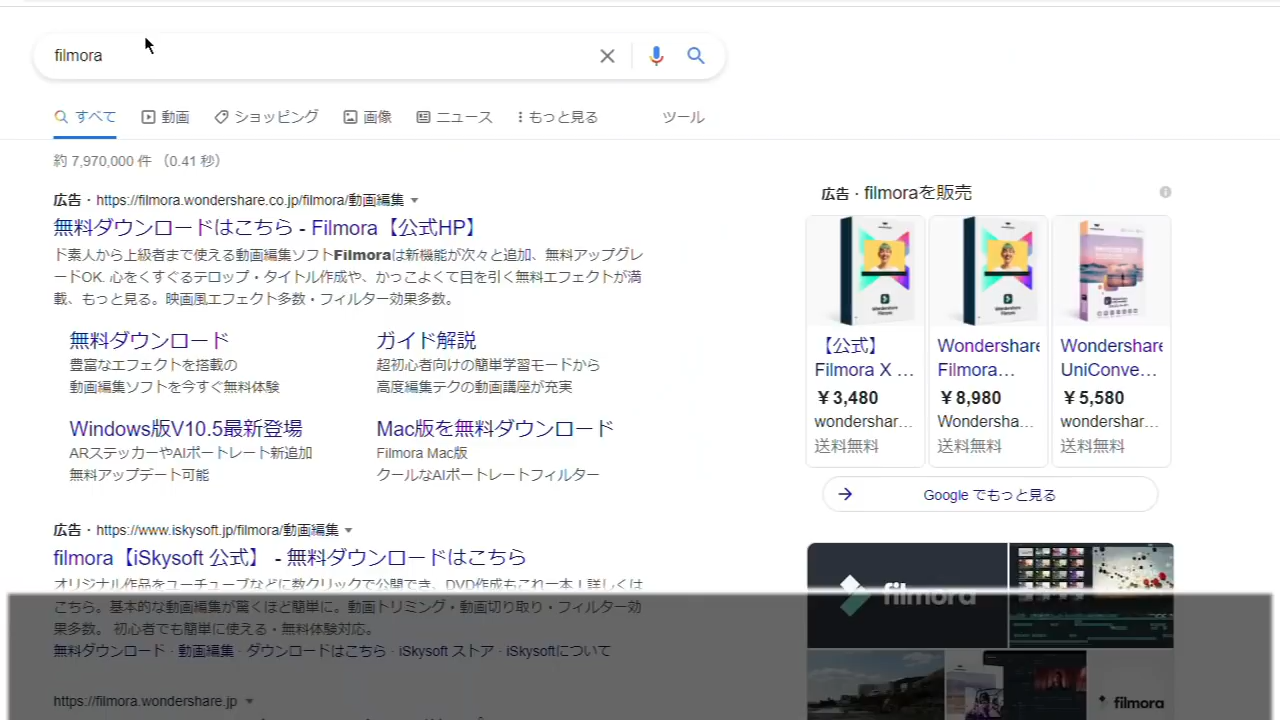 filmora
すべて 動画 ショッピング 画像 ニュース もっと見る ツール
約 7,970,000 件 （0.41 秒）
広告・https://filmora.wondershare.co.jp/filmora/動画編集
無料ダウンロードはこちら - Filmora【公式HP】
ド素人から上級者まで使える動画編集ソフトFilmoraは新機能が次々と追加、無料アップグレ
ードOK. 心をくすぐるテロップ・タイトル作成や、かっこよくて目を引く無料エフェクトが満
載、もっと見る。映画風エフェクト多数・フィルター効果多数。
無料ダウンロード
豊富なエフェクトを搭載の
動画編集ソフトを今すぐ無料体験
ガイド解説
超初心者向けの簡単学習モードから
高度編集テクの動画講座が充実
Windows版V10.5最新登場
ARステッカーやAIポートレート新追加
無料アップデート可能
Mac版を無料ダウンロード
Filmora Mac版
クールなAIポートレートフィルター
広告・https://www.iskysoft.jp/filmora/動画編集
filmora【iSkysoft 公式】 - 無料ダウンロードはこちら
オリジナル作品をユーチューブなどに数クリックで公開でき、DVD作成もこれ一本！詳しくは
こちら。基本的な動画編集が驚くほど簡単に。動画トリミング・動画切り取り・フィルター効
果多数。 初心者でも簡単に使える・無料体験対応。
無料ダウンロード · 動画編集 · ダウンロードはこちら · iSkysoft ストア · iSkysoftについて
https://filmora.wondershare.jp
広告・filmoraを販売
【公式】
Filmora X ...
￥3,480
wondershar...
送料無料
Wondershare
Filmora...
￥8,980
Wondersha...
送料無料
Wondershare
UniConve...
￥5,580
wondershar...
送料無料
Google でもっと見る
filmora
filmora